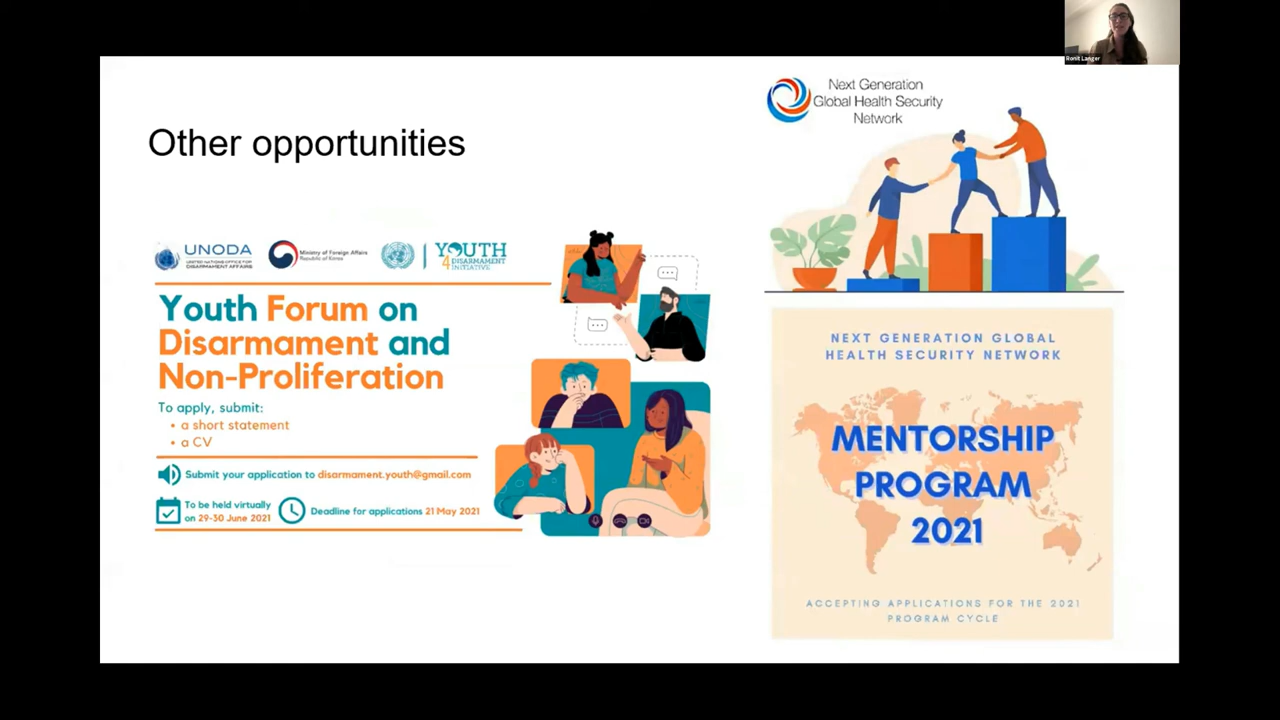 Ronit Langer
Other opportunities
UNODA
UNITED NATIONS OFFICE FOR
DISARMAMENT AFFAIRS
Ministry of Foreign Affairs
Republic of Korea
YOUTH
4 DISARMAMENT
INITIATIVE
Youth Forum on
Disarmament and
Non-Proliferation
To apply, submit:
• a short statement
• a CV
Submit your application to disarmament.youth@gmail.com
To be held virtually
on 29-30 June 2021
Deadline for applications 21 May 2021
Next Generation
Global Health Security
Network
NEXT GENERATION GLOBAL
HEALTH SECURITY NETWORK
MENTORSHIP
PROGRAM
2021
ACCEPTING APPLICATIONS FOR THE 2021
PROGRAM CYCLE